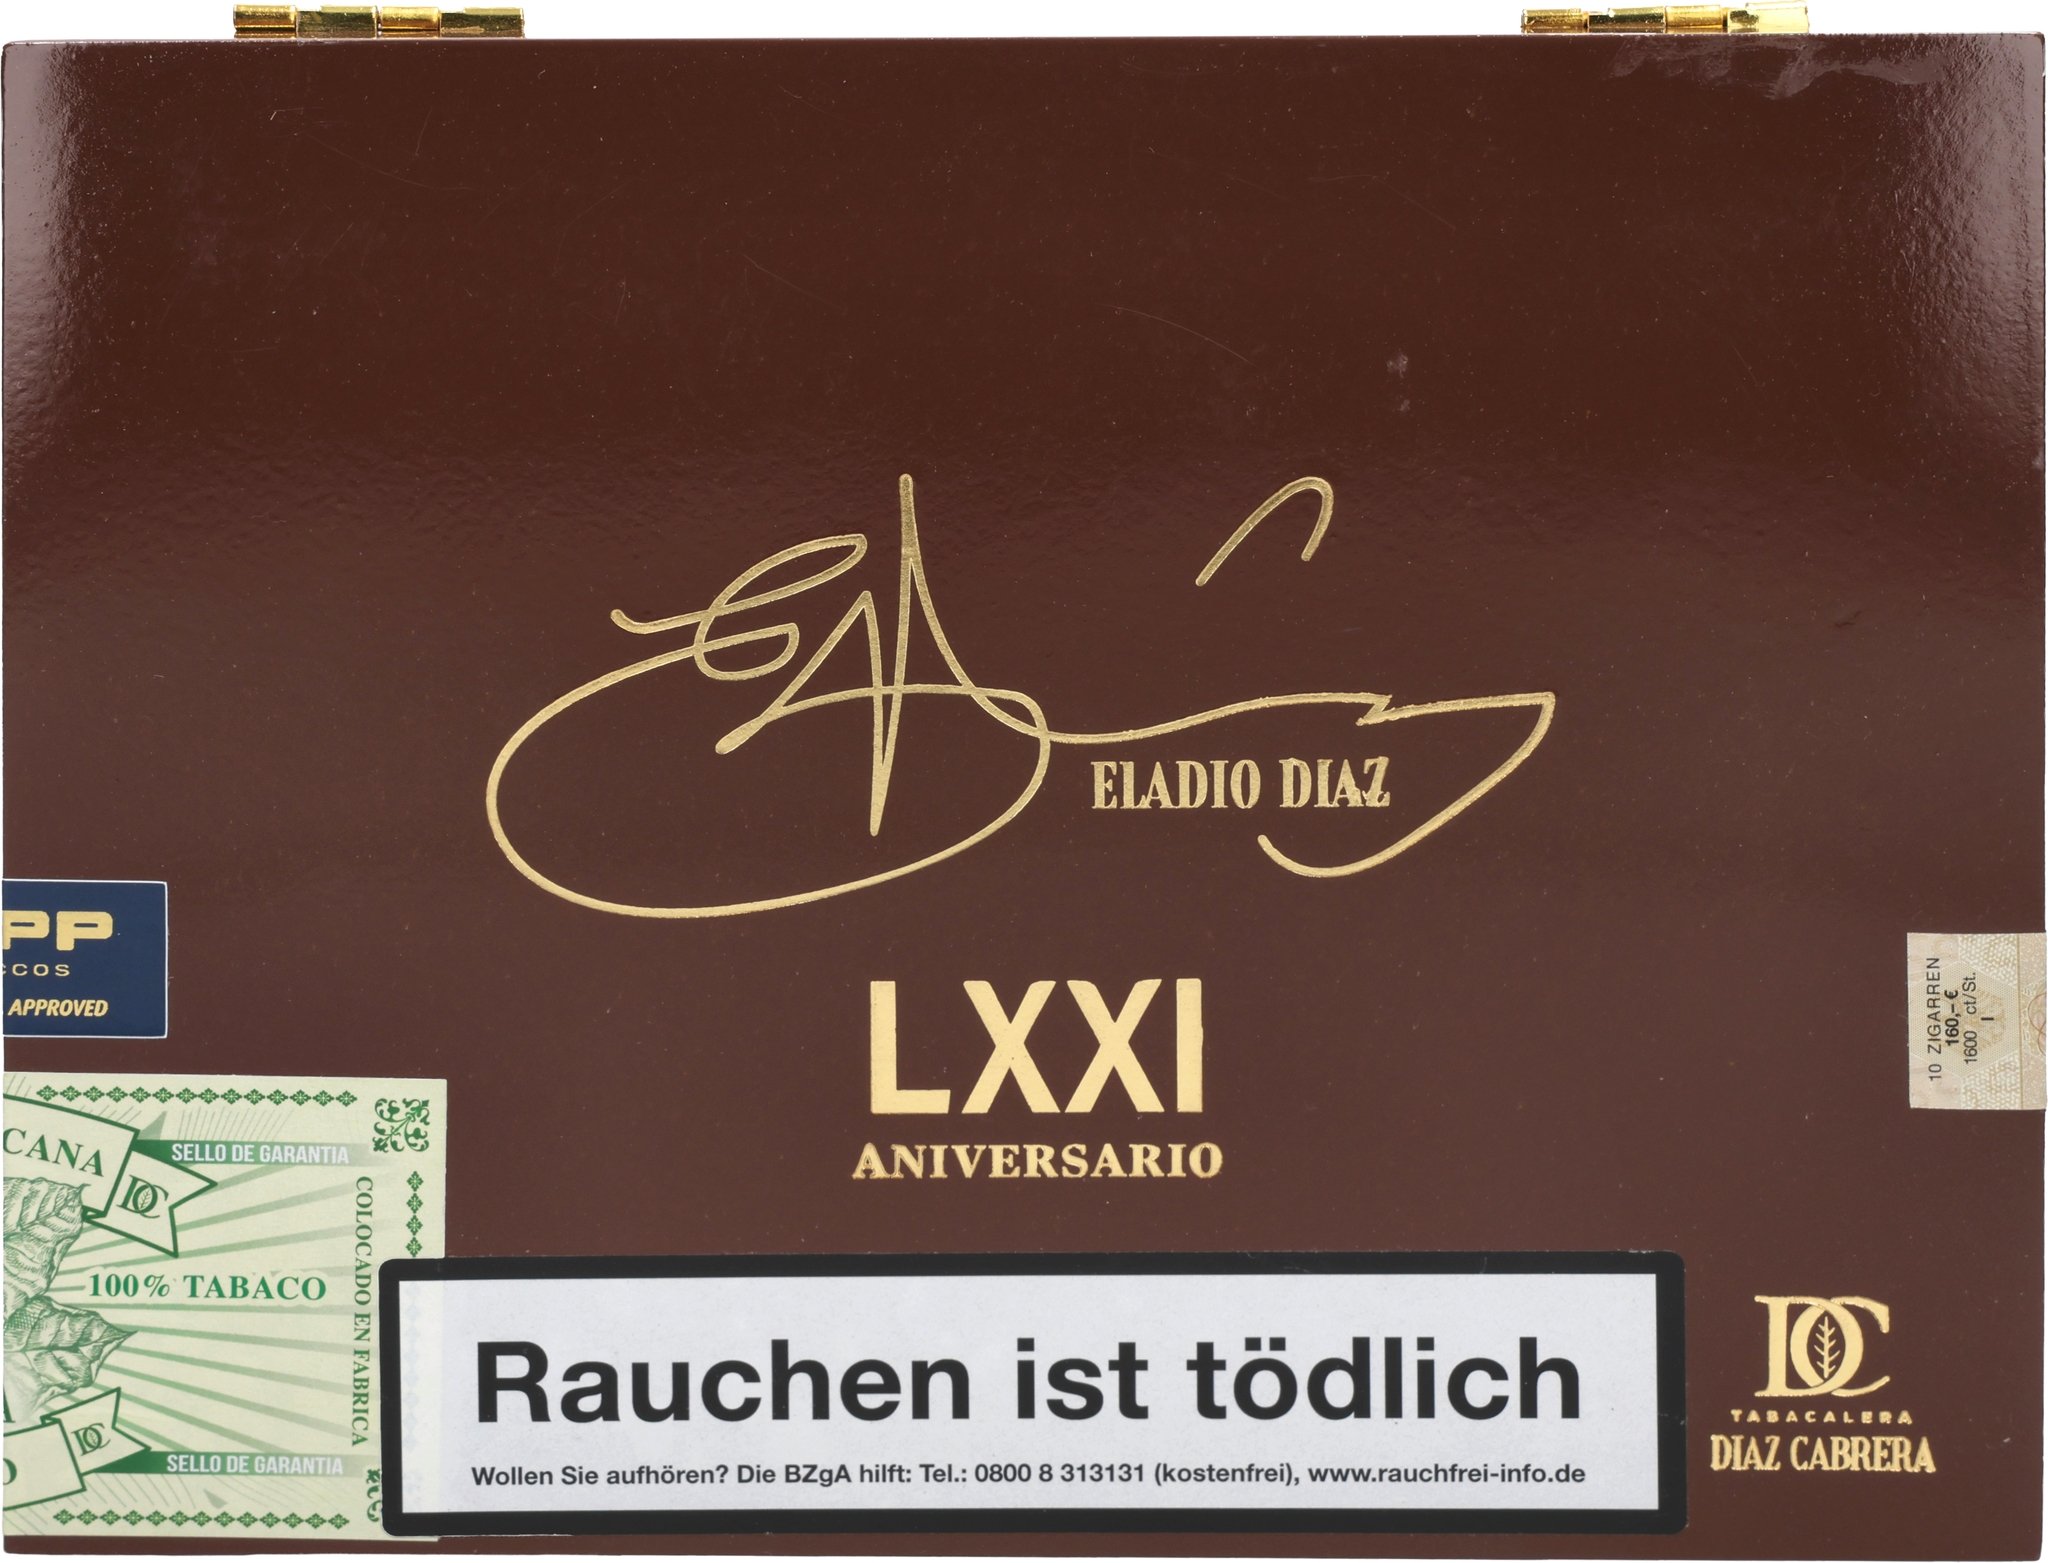 ELADIO DIAZ
LXXI
ANIVERSARIO
APPROVED
10 ZIGARREN
160,- €
1600 ct/St.
I
SELLO DE GARANTIA
DC
100% TABACO
COLOCADO EN FABRICA
DC
SELLO DE GARANTIA
Rauchen ist tödlich
Wollen Sie aufhören? Die BZgA hilft: Tel.: 0800 8 313131 (kostenfrei), www.rauchfrei-info.de
DC
TABACALERA
DIAZ CABRERA